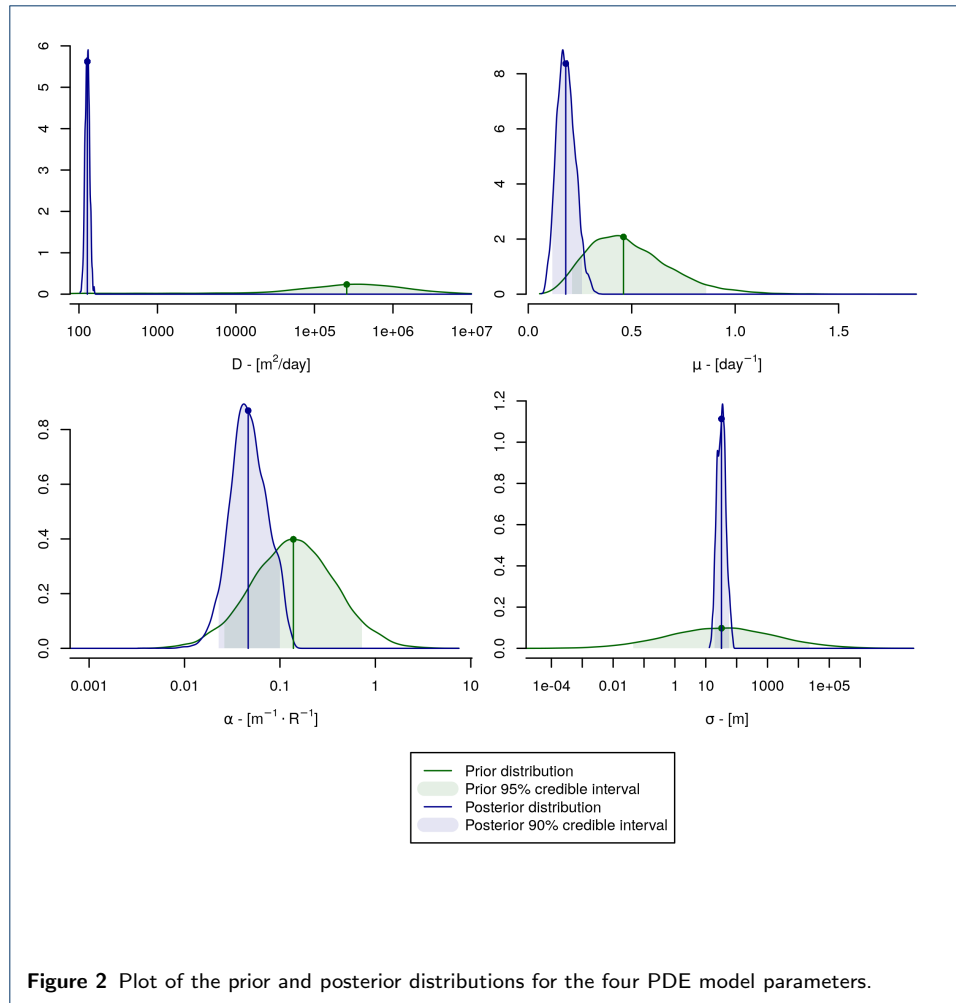 6
5
4
3
2
1
0
100 1000 10000 1e+05 1e+06 1e+07
D - [m²/day]
8
6
4
2
0
0.0 0.5 1.0 1.5
μ - [day⁻¹]
0.8
0.6
0.4
0.2
0.0
0.001 0.01 0.1 1 10
α - [m⁻¹ · R⁻¹]
1.2
1.0
0.8
0.6
0.4
0.2
0.0
1e-04 0.01 1 10 1000 1e+05
σ - [m]
Prior distribution
Prior 95% credible interval
Posterior distribution
Posterior 90% credible interval
Figure 2 Plot of the prior and posterior distributions for the four PDE model parameters.